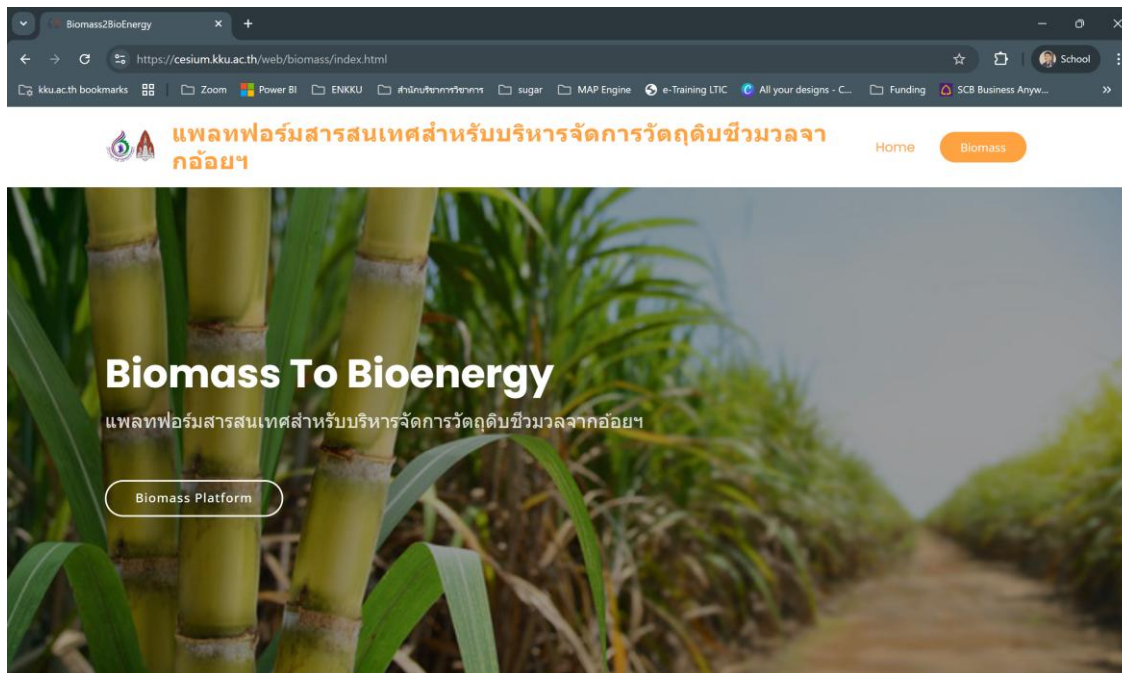 Biomass2BioEnergy
https://cesium.kku.ac.th/web/biomass/index.html
School
kku.ac.th bookmarks Zoom Power BI ENKKU สำนักบริหารวิชาการ sugar MAP Engine e-Training LTIC All your designs - C... Funding SCB Business Anyw...
แพลทฟอร์มสารสนเทศสำหรับบริหารจัดการวัตถุดิบชีวมวลจา
กอ้อยฯ
Home Biomass
Biomass To Bioenergy
แพลทฟอร์มสารสนเทศสำหรับบริหารจัดการวัตถุดิบชีวมวลจากอ้อยฯ
Biomass Platform